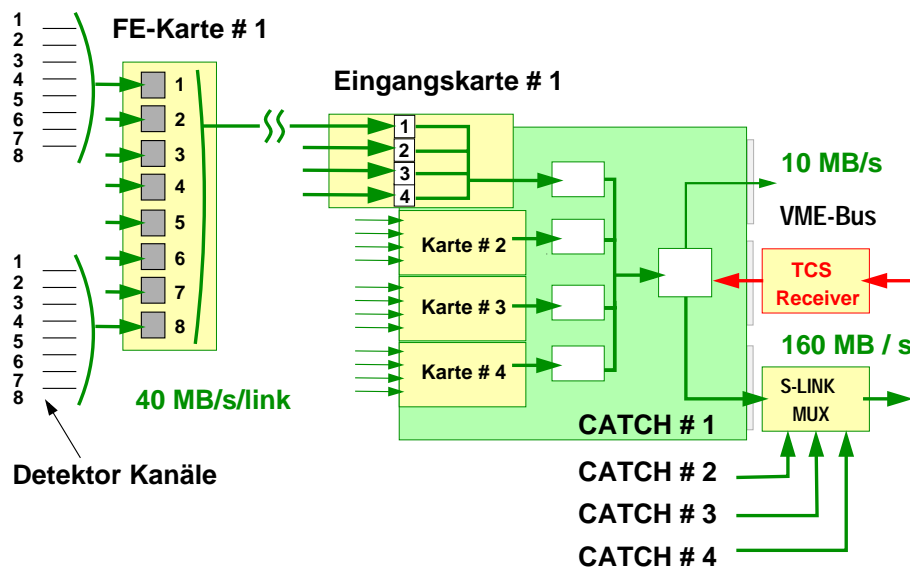 FE-Karte # 1
1
2
3
4
5
6
7
8
1
2
3
4
5
6
7
8
1
2
3
4
5
6
7
8
40 MB/s/link
Detektor Kanäle
Eingangskarte # 1
1
2
3
4
Karte # 2
Karte # 3
Karte # 4
10 MB/s
VME-Bus
TCS
Receiver
160 MB / s
S-LINK
MUX
CATCH # 1
CATCH # 2
CATCH # 3
CATCH # 4